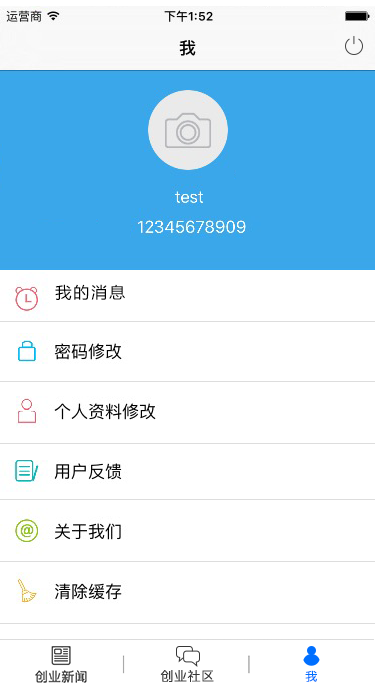 运营商 下午1:52
我
test
12345678909
我的消息
密码修改
个人资料修改
用户反馈
@ 关于我们
清除缓存
创业新闻 创业社区 我